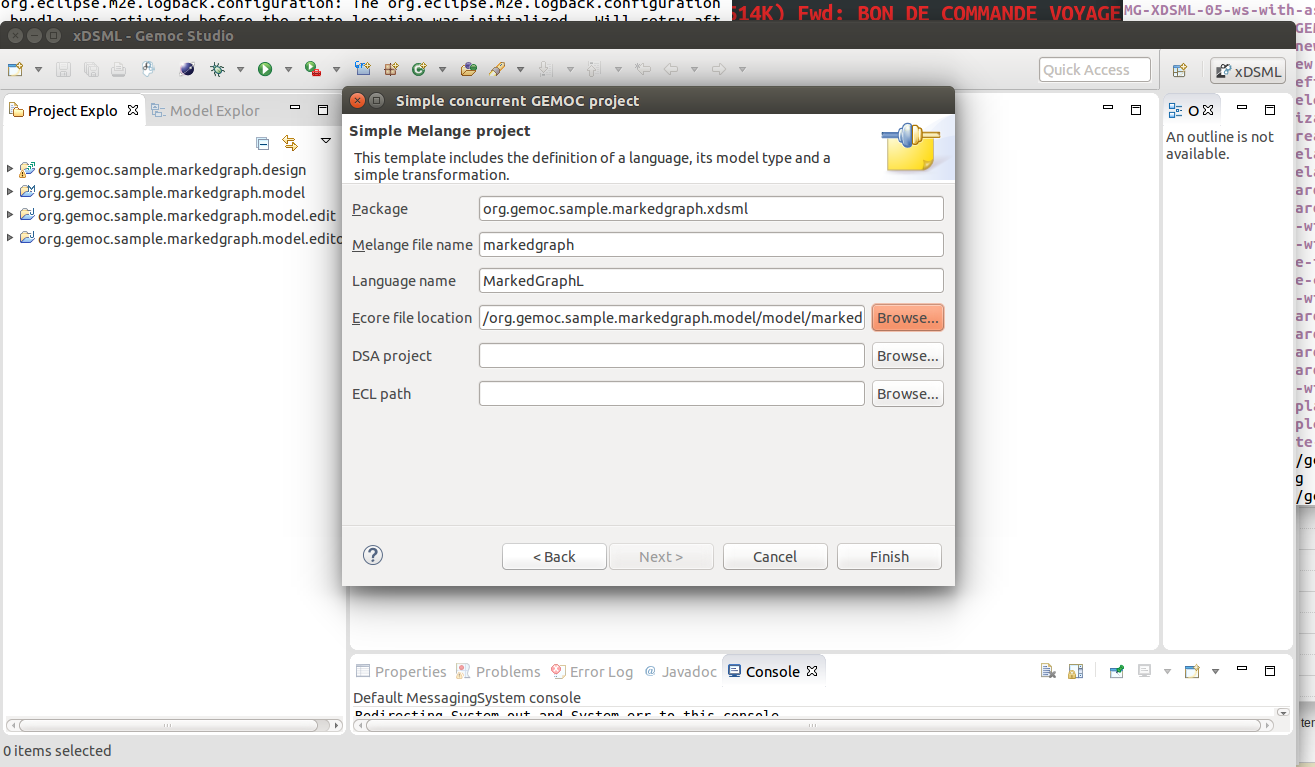 org.eclipse.m2e.logback.configuration: The org.eclipse.m2e.logback.configuration
bundle was activated before the state location was initialized. Will retry aft
514K) Fwd: BON DE COMMANDE VOYAGE
MG-XDSML-05-ws-with-as
xDSML - Gemoc Studio
Quick Access
xDSML
Project Explo
Model Explor
org.gemoc.sample.markedgraph.design
org.gemoc.sample.markedgraph.model
org.gemoc.sample.markedgraph.model.edit
org.gemoc.sample.markedgraph.model.edito
Simple concurrent GEMOC project
Simple Melange project
This template includes the definition of a language, its model type and a
simple transformation.
Package
org.gemoc.sample.markedgraph.xdsml
Melange file name
markedgraph
Language name
MarkedGraphL
Ecore file location
/org.gemoc.sample.markedgraph.model/model/marked
Browse...
DSA project
Browse...
ECL path
Browse...
?
< Back
Next >
Cancel
Finish
O
An outline is not
available.
Properties
Problems
Error Log
@ Javadoc
Console
Default MessagingSystem console
Redirecting System.out and System.err to this console
0 items selected
ter